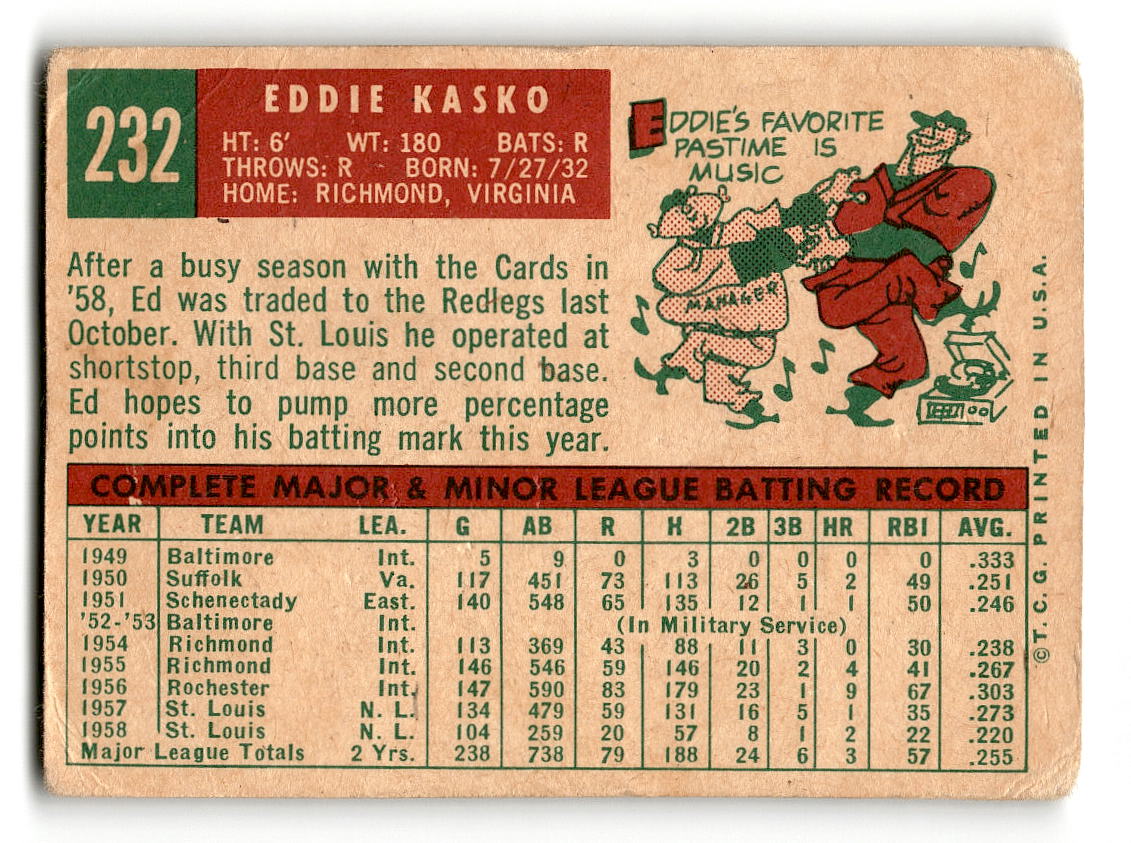 232
EDDIE KASKO
HT: 6' WT: 180 BATS: R
THROWS: R BORN: 7/27/32
HOME: RICHMOND, VIRGINIA
EDDIE'S FAVORITE
PASTIME IS
MUSIC
MANAGER
After a busy season with the Cards in
'58, Ed was traded to the Redlegs last
October. With St. Louis he operated at
shortstop, third base and second base.
Ed hopes to pump more percentage
points into his batting mark this year.
COMPLETE MAJOR & MINOR LEAGUE BATTING RECORD
YEAR TEAM LEA. G AB R H 2B 3B HR RBI AVG.
1949 Baltimore Int. 5 9 0 3 0 0 0 0 .333
1950 Suffolk Va. 117 451 73 113 26 5 2 49 .251
1951 Schenectady East. 140 548 65 135 12 1 1 50 .246
'52-'53 Baltimore Int. (In Military Service)
1954 Richmond Int. 113 369 43 88 11 3 0 30 .238
1955 Richmond Int. 146 546 59 146 20 2 4 41 .267
1956 Rochester Int. 147 590 83 179 23 1 9 67 .303
1957 St. Louis N. L. 134 479 59 131 16 5 1 35 .273
1958 St. Louis N. L. 104 259 20 57 8 1 2 22 .220
Major League Totals 2 Yrs. 238 738 79 188 24 6 3 57 .255
©T. C. G. PRINTED IN U.S.A.